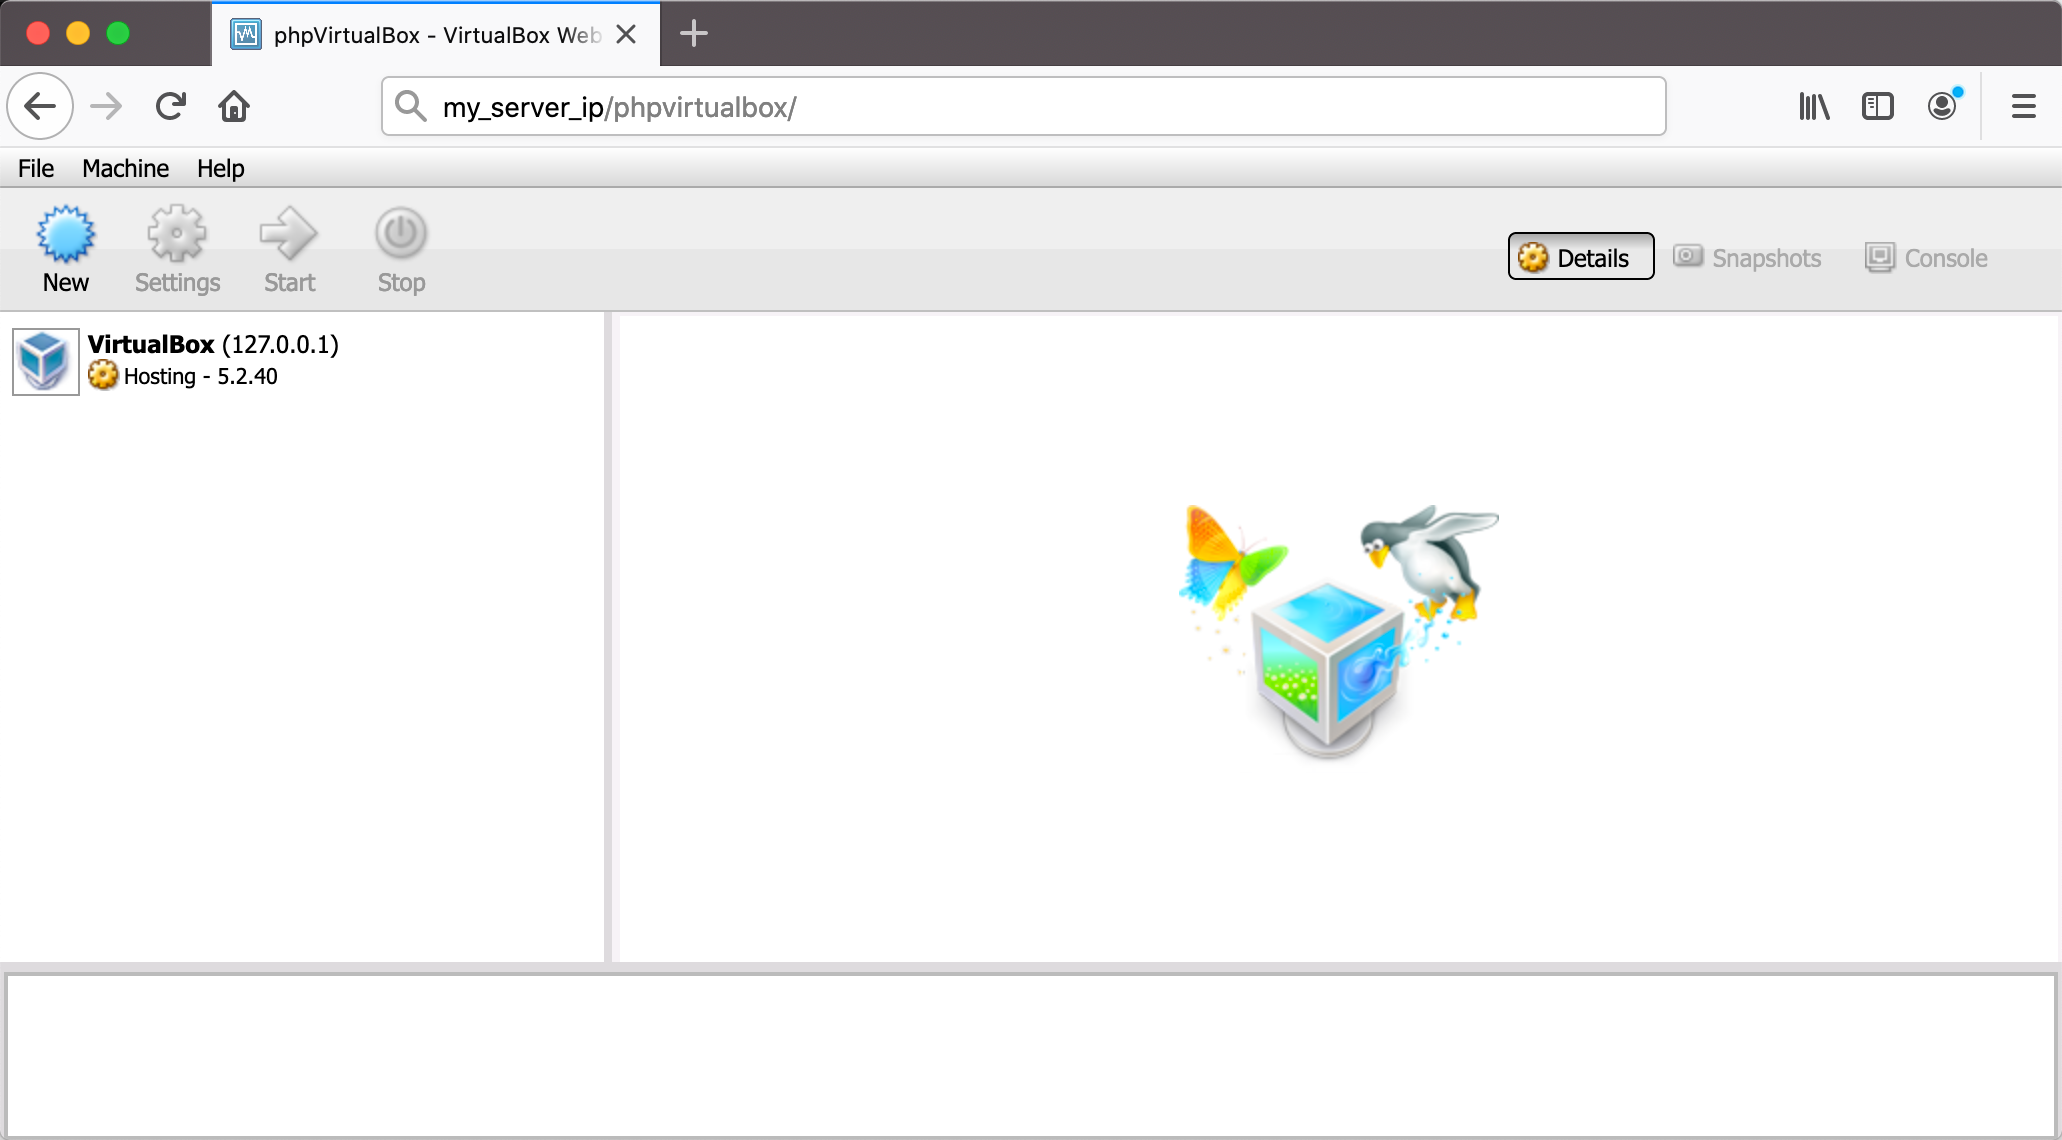 phpVirtualBox - VirtualBox Web
my_server_ip/phpvirtualbox/
File Machine Help
New Settings Start Stop
Details Snapshots Console
VirtualBox (127.0.0.1)
Hosting - 5.2.40